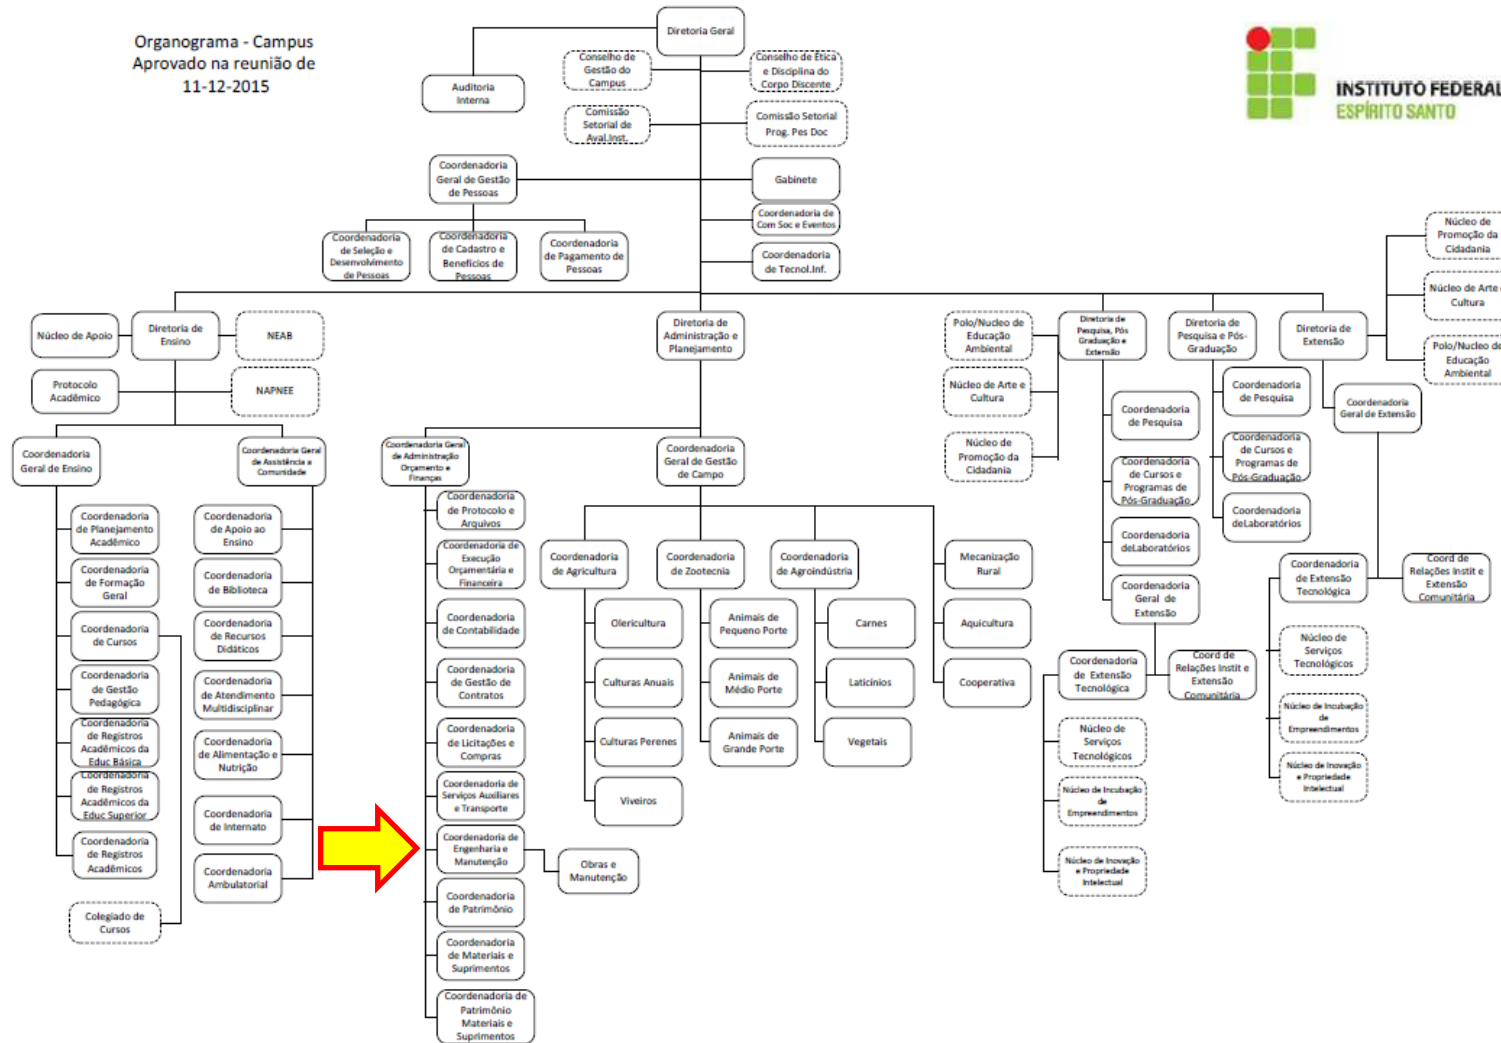 Organograma - Campus
Aprovado na reunião de
11-12-2015
Diretoria Geral
INSTITUTO FEDERAL
ESPÍRITO SANTO
Auditoria
Interna
Conselho de
Gestão do
Campus
Conselho de Ética
e Disciplina do
Corpo Discente
Comissão
Setorial de
Aval.Inst.
Comissão Setorial
Prog. Pes Doc
Coordenadoria
Geral de Gestão
de Pessoas
Gabinete
Coordenadoria de
Com Soc e Eventos
Coordenadoria
de Seleção e
Desenvolvimento
de Pessoas
Coordenadoria
de Cadastro e
Benefícios de
Pessoas
Coordenadoria
de Pagamento de
Pessoas
Coordenadoria
de Tecnol.Inf.
Núcleo de
Promoção da
Cidadania
Núcleo de Arte e
Cultura
Polo/Nucleo de
Educação
Ambiental
Núcleo de Apoio
Diretoria de
Ensino
NEAB
Protocolo
Acadêmico
NAPNEE
Diretoria de
Administração e
Planejamento
Polo/Nucleo de
Educação
Ambiental
Núcleo de Arte e
Cultura
Núcleo de
Promoção da
Cidadania
Diretoria de
Pesquisa, Pós
Graduação e
Extensão
Diretoria de
Pesquisa e Pós-
Graduação
Diretoria de
Extensão
Coordenadoria
Geral de Ensino
Coordenadoria Geral
de Assistência a
Comunidade
Coordenadoria Geral
de Administração
Orçamento e
Finanças
Coordenadoria
Geral de Gestão
de Campo
Coordenadoria
de Pesquisa
Coordenadoria
de Cursos e
Programas de
Pós-Graduação
Coordenadoria
deLaboratórios
Coordenadoria
Geral de
Extensão
Coordenadoria
de Pesquisa
Coordenadoria
de Cursos e
Programas de
Pós-Graduação
Coordenadoria
deLaboratórios
Coordenadoria
Geral de Extensão
Coordenadoria
de Planejamento
Acadêmico
Coordenadoria
de Formação
Geral
Coordenadoria
de Cursos
Coordenadoria
de Gestão
Pedagógica
Coordenadoria
de Registros
Acadêmicos da
Educ Básica
Coordenadoria
de Registros
Acadêmicos da
Educ Superior
Coordenadoria
de Registros
Acadêmicos
Colegiado de
Cursos
Coordenadoria
de Apoio ao
Ensino
Coordenadoria
de Biblioteca
Coordenadoria
de Recursos
Didáticos
Coordenadoria
de Atendimento
Multidisciplinar
Coordenadoria
de Alimentação e
Nutrição
Coordenadoria
de Internato
Coordenadoria
Ambulatorial
Coordenadoria
de Protocolo e
Arquivos
Coordenadoria de
Execução
Orçamentária e
Financeira
Coordenadoria
de Contabilidade
Coordenadoria
de Gestão de
Contratos
Coordenadoria
de Licitações e
Compras
Coordenadoria de
Serviços Auxiliares
e Transporte
Coordenadoria de
Engenharia e
Manutenção
Obras e
Manutenção
Coordenadoria
de Patrimônio
Coordenadoria
de Materiais e
Suprimentos
Coordenadoria de
Patrimônio
Materiais e
Suprimentos
Coordenadoria
de Agricultura
Olericultura
Culturas Anuais
Culturas Perenes
Viveiros
Coordenadoria
de Zootecnia
Animais de
Pequeno Porte
Animais de
Médio Porte
Animais de
Grande Porte
Coordenadoria
de Agroindústria
Carnes
Laticínios
Vegetais
Mecanização
Rural
Aquicultura
Cooperativa
Coordenadoria
de Extensão
Tecnológica
Coord de
Relações Instit e
Extensão
Comunitária
Núcleo de
Serviços
Tecnológicos
Núcleo de Incubação
de
Empreendimentos
Núcleo de Inovação
e Propriedade
Intelectual
Coordenadoria
de Extensão
Tecnológica
Coord de
Relações Instit e
Extensão
Comunitária
Núcleo de
Serviços
Tecnológicos
Núcleo de Incubação
de
Empreendimentos
Núcleo de Inovação
e Propriedade
Intelectual